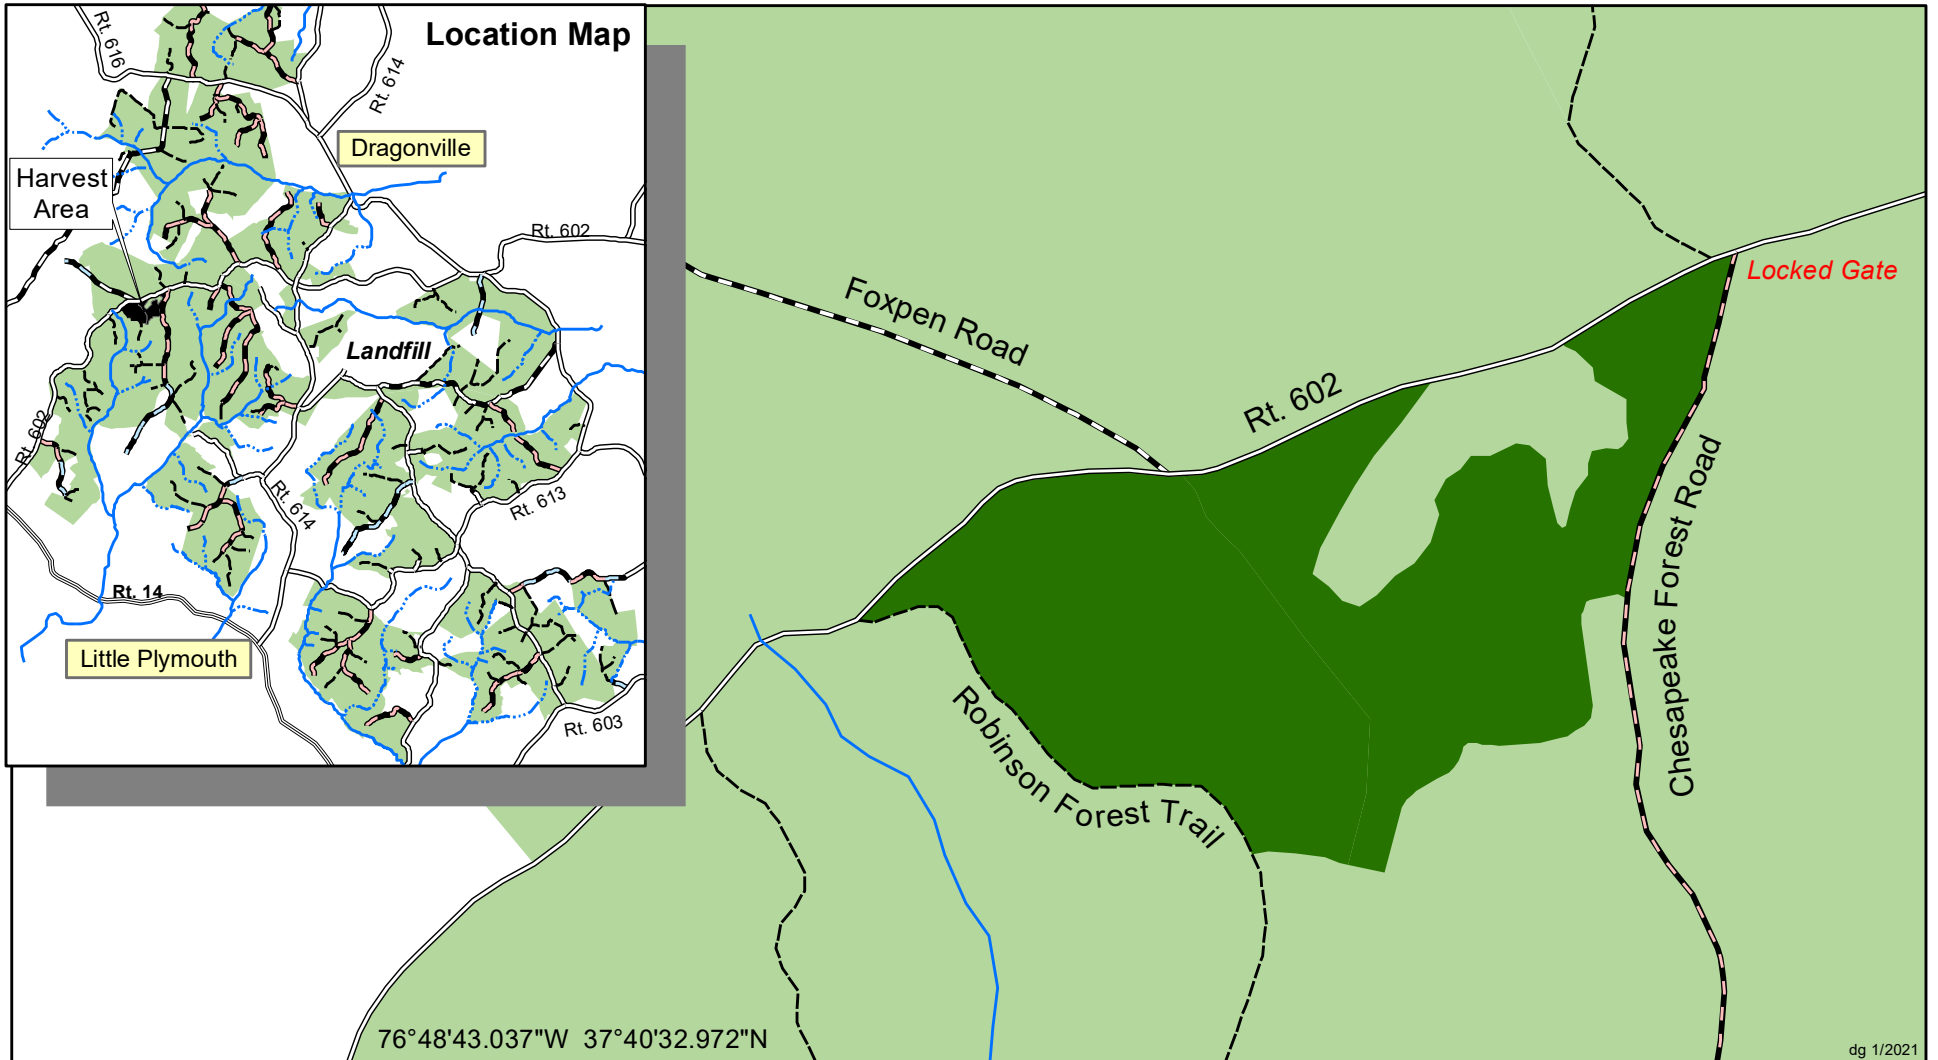 Location Map
Rt. 616
Rt. 614
Dragonville
Harvest
Area
Rt. 602
Landfill
Rt. 602
Rt. 614
Rt. 613
Rt. 14
Little Plymouth
Rt. 603
Foxpen Road
Rt. 602
Locked Gate
Chesapeake Forest Road
Robinson Forest Trail
76°48'43.037"W 37°40'32.972"N
dg 1/2021